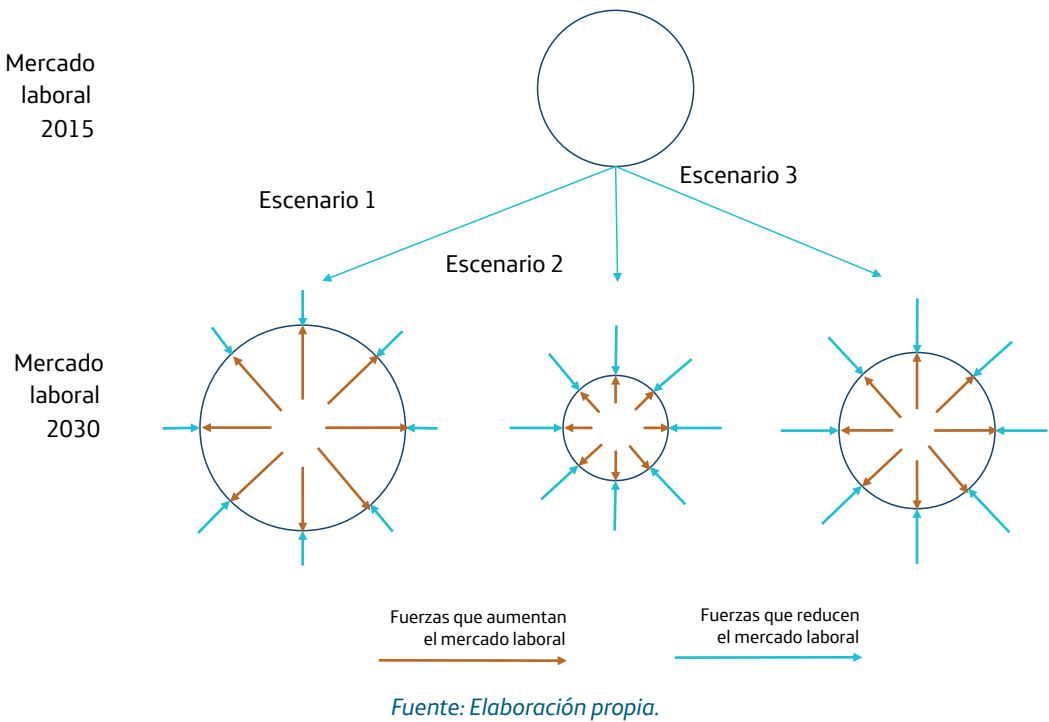 Mercado
laboral
2015
Escenario 1
Escenario 2
Escenario 3
Mercado
laboral
2030
Fuerzas que aumentan
el mercado laboral
Fuerzas que reducen
el mercado laboral
Fuente: Elaboración propia.